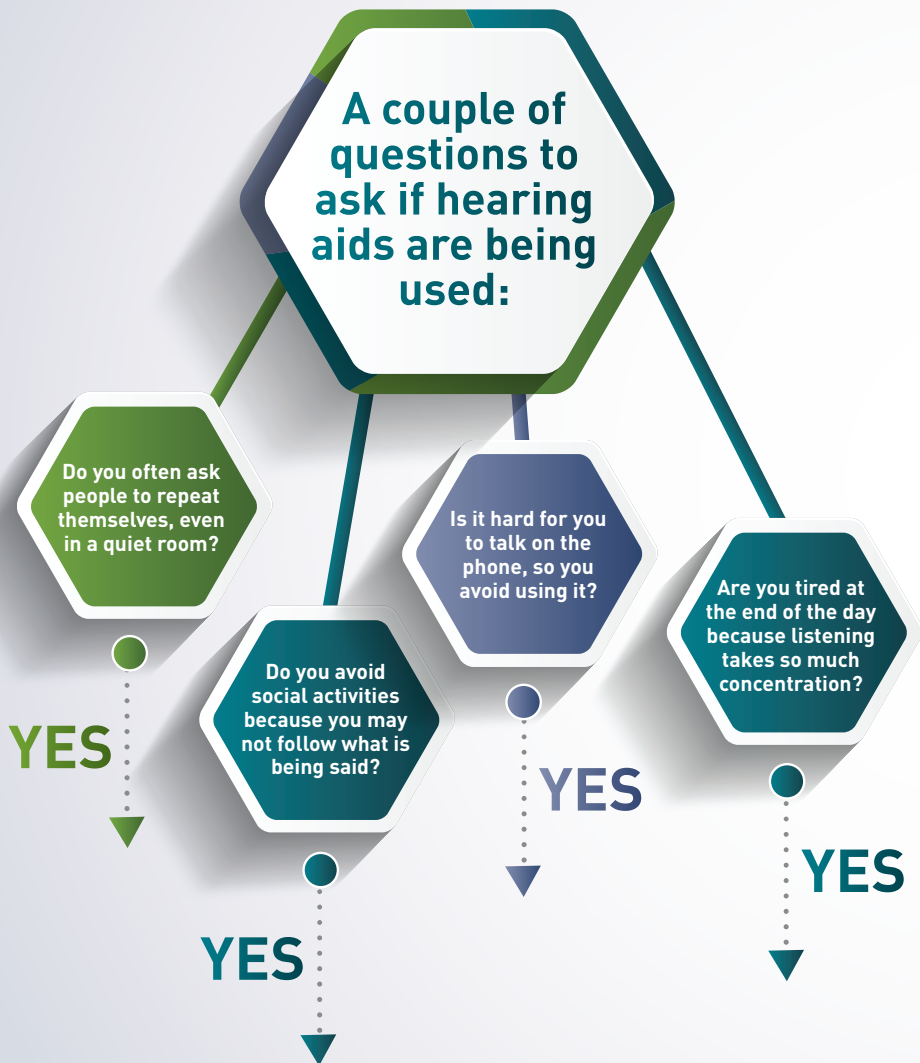 A couple of
questions to
ask if hearing
aids are being
used:
Do you often ask
people to repeat
themselves, even
in a quiet room?
YES
Do you avoid
social activities
because you may
not follow what is
being said?
YES
Is it hard for you
to talk on the
phone, so you
avoid using it?
YES
Are you tired at
the end of the day
because listening
takes so much
concentration?
YES